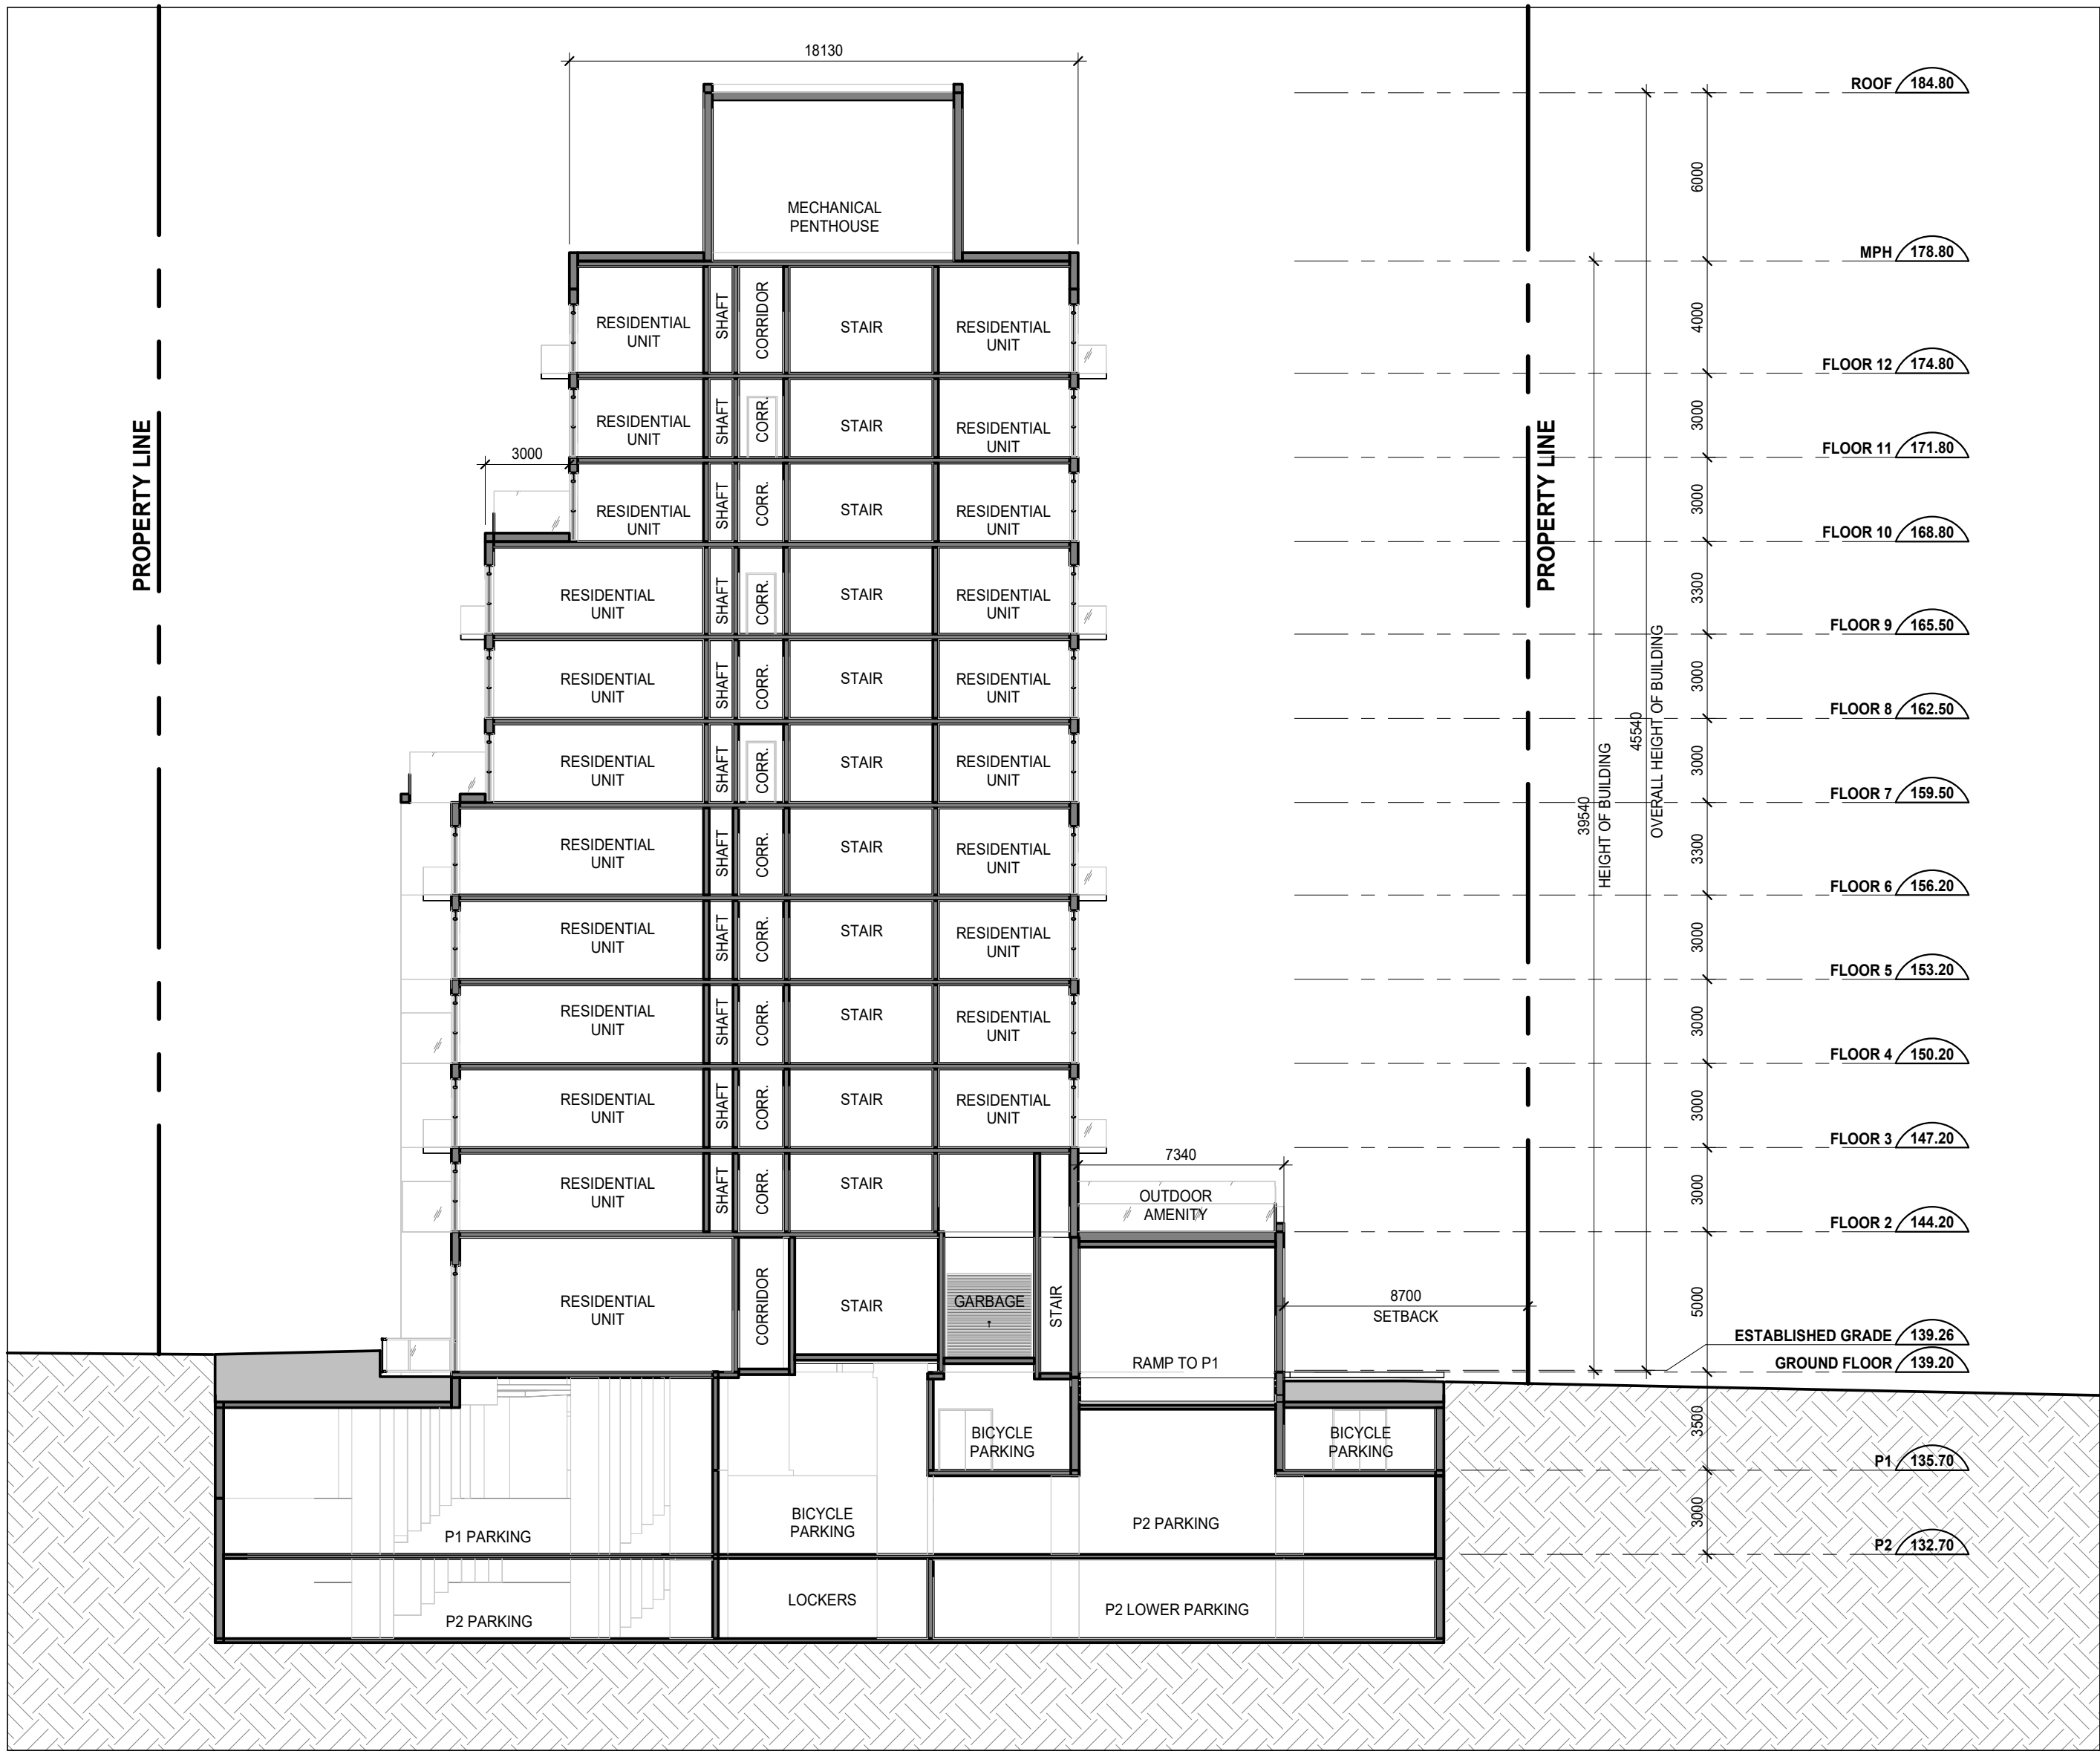 18130
ROOF 184.80
6000
MECHANICAL
PENTHOUSE
MPH 178.80
RESIDENTIAL
UNIT
SHAFT
CORRIDOR
STAIR
RESIDENTIAL
UNIT
4000
FLOOR 12 174.80
RESIDENTIAL
UNIT
SHAFT
CORR.
STAIR
RESIDENTIAL
UNIT
3000
FLOOR 11 171.80
PROPERTY LINE
3000
PROPERTY LINE
RESIDENTIAL
UNIT
SHAFT
CORR.
STAIR
RESIDENTIAL
UNIT
3000
FLOOR 10 168.80
RESIDENTIAL
UNIT
SHAFT
CORR.
STAIR
RESIDENTIAL
UNIT
3300
FLOOR 9 165.50
RESIDENTIAL
UNIT
SHAFT
CORR.
STAIR
RESIDENTIAL
UNIT
3000
FLOOR 8 162.50
45540
OVERALL HEIGHT OF BUILDING
RESIDENTIAL
UNIT
SHAFT
CORR.
STAIR
RESIDENTIAL
UNIT
3000
FLOOR 7 159.50
39540
HEIGHT OF BUILDING
RESIDENTIAL
UNIT
SHAFT
CORR.
STAIR
RESIDENTIAL
UNIT
3300
FLOOR 6 156.20
RESIDENTIAL
UNIT
SHAFT
CORR.
STAIR
RESIDENTIAL
UNIT
3000
FLOOR 5 153.20
RESIDENTIAL
UNIT
SHAFT
CORR.
STAIR
RESIDENTIAL
UNIT
3000
FLOOR 4 150.20
RESIDENTIAL
UNIT
SHAFT
CORR.
STAIR
RESIDENTIAL
UNIT
3000
FLOOR 3 147.20
7340
RESIDENTIAL
UNIT
SHAFT
CORR.
STAIR
OUTDOOR
AMENITY
3000
FLOOR 2 144.20
RESIDENTIAL
UNIT
CORRIDOR
STAIR
GARBAGE
STAIR
RAMP TO P1
8700
SETBACK
5000
ESTABLISHED GRADE 139.26
GROUND FLOOR 139.20
BICYCLE
PARKING
BICYCLE
PARKING
3500
P1 135.70
P1 PARKING
BICYCLE
PARKING
P2 PARKING
3000
P2 132.70
P2 PARKING
LOCKERS
P2 LOWER PARKING